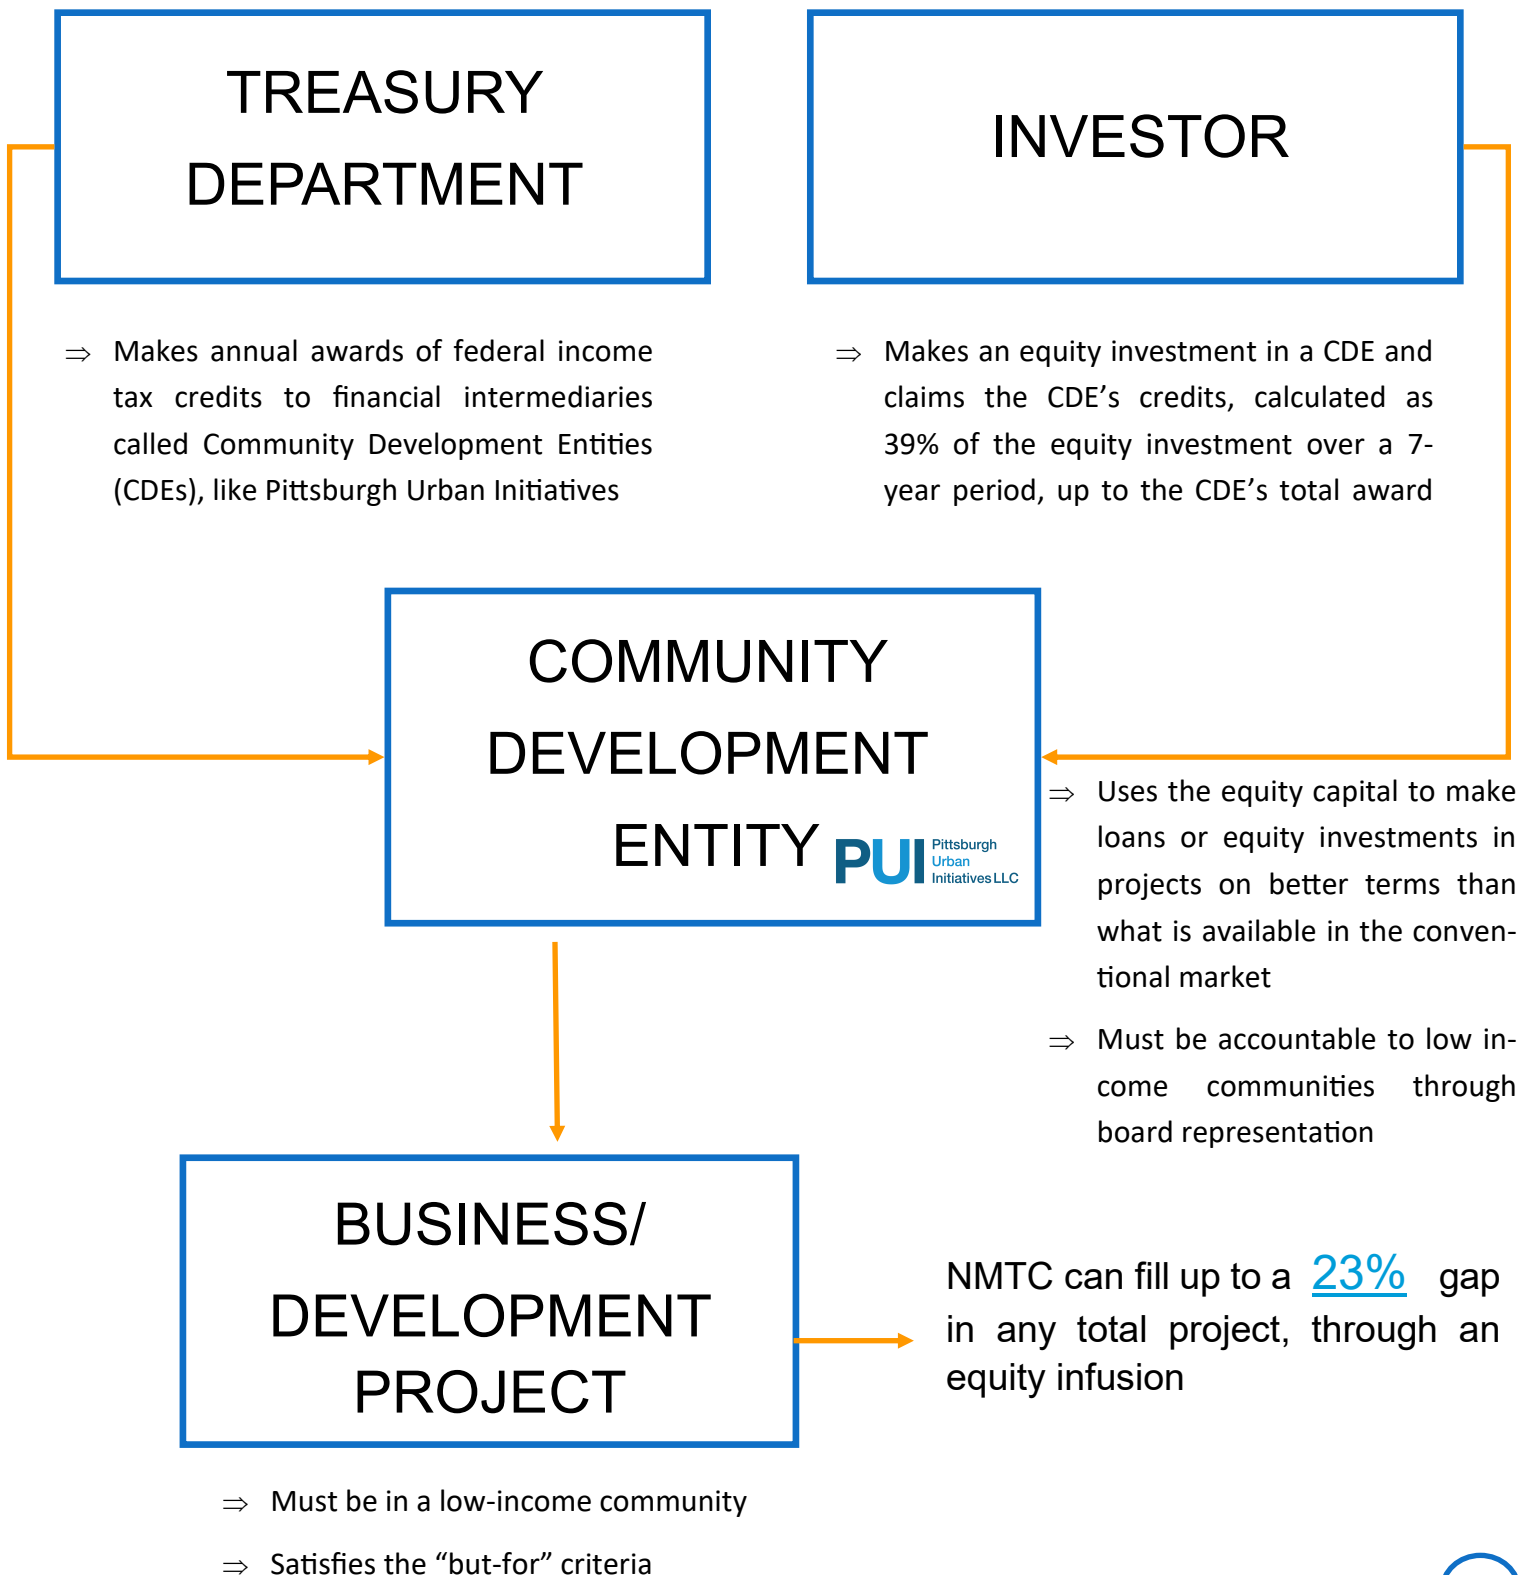 TREASURY
DEPARTMENT
INVESTOR
⇒ Makes annual awards of federal income
tax credits to financial intermediaries
called Community Development Entities
(CDEs), like Pittsburgh Urban Initiatives
⇒ Makes an equity investment in a CDE and
claims the CDE’s credits, calculated as
39% of the equity investment over a 7-
year period, up to the CDE’s total award
COMMUNITY
DEVELOPMENT
ENTITY
PUI
Pittsburgh
Urban
Initiatives LLC
⇒ Uses the equity capital to make
loans or equity investments in
projects on better terms than
what is available in the conven-
tional market
⇒ Must be accountable to low in-
come communities through
board representation
BUSINESS/
DEVELOPMENT
PROJECT
NMTC can fill up to a 23% gap
in any total project, through an
equity infusion
⇒ Must be in a low-income community
⇒ Satisfies the “but-for” criteria